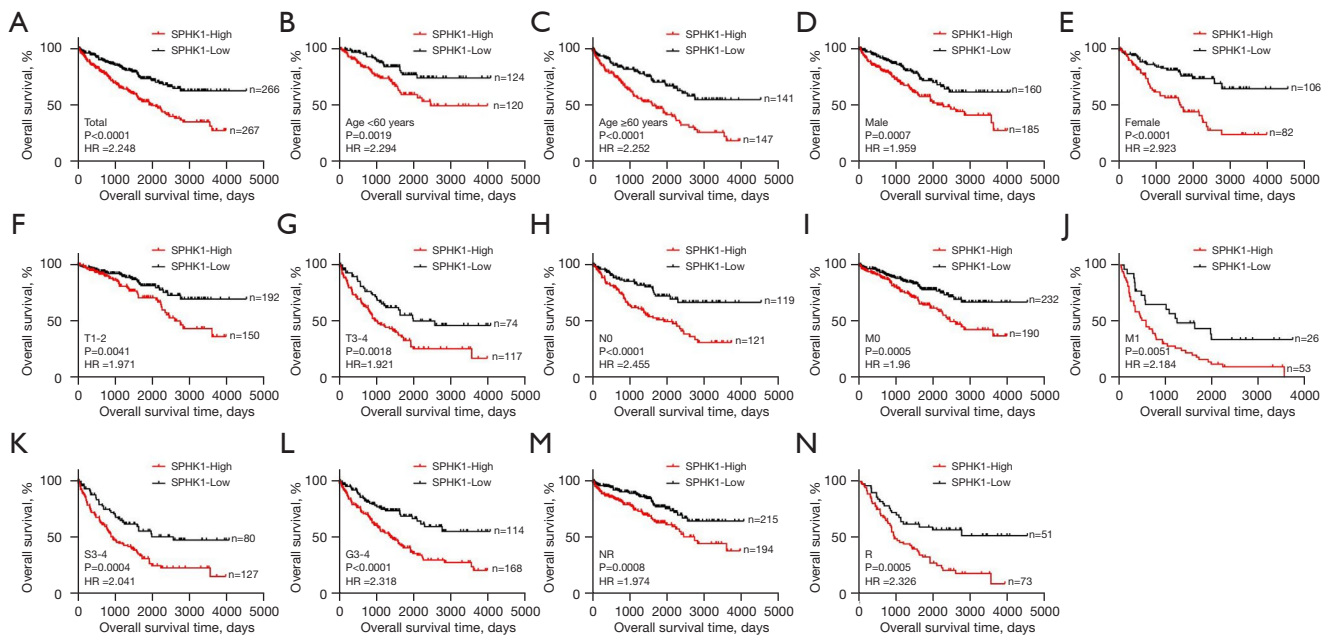 A
SPHK1-High
SPHK1-Low
Overall survival, %
100
50
0
n=266
n=267
Total
P<0.0001
HR =2.248
0 1000 2000 3000 4000 5000
Overall survival time, days
B
SPHK1-High
SPHK1-Low
Overall survival, %
100
50
0
n=124
n=120
Age <60 years
P=0.0019
HR =2.294
0 1000 2000 3000 4000 5000
Overall survival time, days
C
SPHK1-High
SPHK1-Low
Overall survival, %
100
50
0
n=141
n=147
Age ≥60 years
P<0.0001
HR =2.252
0 1000 2000 3000 4000 5000
Overall survival time, days
D
SPHK1-High
SPHK1-Low
Overall survival, %
100
50
0
n=160
n=185
Male
P=0.0007
HR =1.959
0 1000 2000 3000 4000 5000
Overall survival time, days
E
SPHK1-High
SPHK1-Low
Overall survival, %
100
50
0
n=106
n=82
Female
P<0.0001
HR =2.923
0 1000 2000 3000 4000 5000
Overall survival time, days
F
SPHK1-High
SPHK1-Low
Overall survival, %
100
50
0
n=192
n=150
T1-2
P=0.0041
HR =1.971
0 1000 2000 3000 4000 5000
Overall survival time, days
G
SPHK1-High
SPHK1-Low
Overall survival, %
100
50
0
n=74
n=117
T3-4
P=0.0018
HR=1.921
0 1000 2000 3000 4000 5000
Overall survival time, days
H
SPHK1-High
SPHK1-Low
Overall survival, %
100
50
0
n=119
n=121
N0
P<0.0001
HR =2.455
0 1000 2000 3000 4000 5000
Overall survival time, days
I
SPHK1-High
SPHK1-Low
Overall survival, %
100
50
0
n=232
n=190
M0
P=0.0005
HR =1.96
0 1000 2000 3000 4000 5000
Overall survival time, days
J
SPHK1-High
SPHK1-Low
Overall survival, %
100
50
0
n=26
n=53
M1
P=0.0051
HR =2.184
0 1000 2000 3000 4000
Overall survival time, days
K
SPHK1-High
SPHK1-Low
Overall survival, %
100
50
0
n=80
n=127
S3-4
P=0.0004
HR =2.041
0 1000 2000 3000 4000 5000
Overall survival time, days
L
SPHK1-High
SPHK1-Low
Overall survival, %
100
50
0
n=114
n=168
G3-4
P<0.0001
HR =2.318
0 1000 2000 3000 4000 5000
Overall survival time, days
M
SPHK1-High
SPHK1-Low
Overall survival, %
100
50
0
n=215
n=194
NR
P=0.0008
HR =1.974
0 1000 2000 3000 4000 5000
Overall survival time, days
N
SPHK1-High
SPHK1-Low
Overall survival, %
100
50
0
n=51
n=73
R
P=0.0005
HR =2.326
0 1000 2000 3000 4000 5000
Overall survival time, days